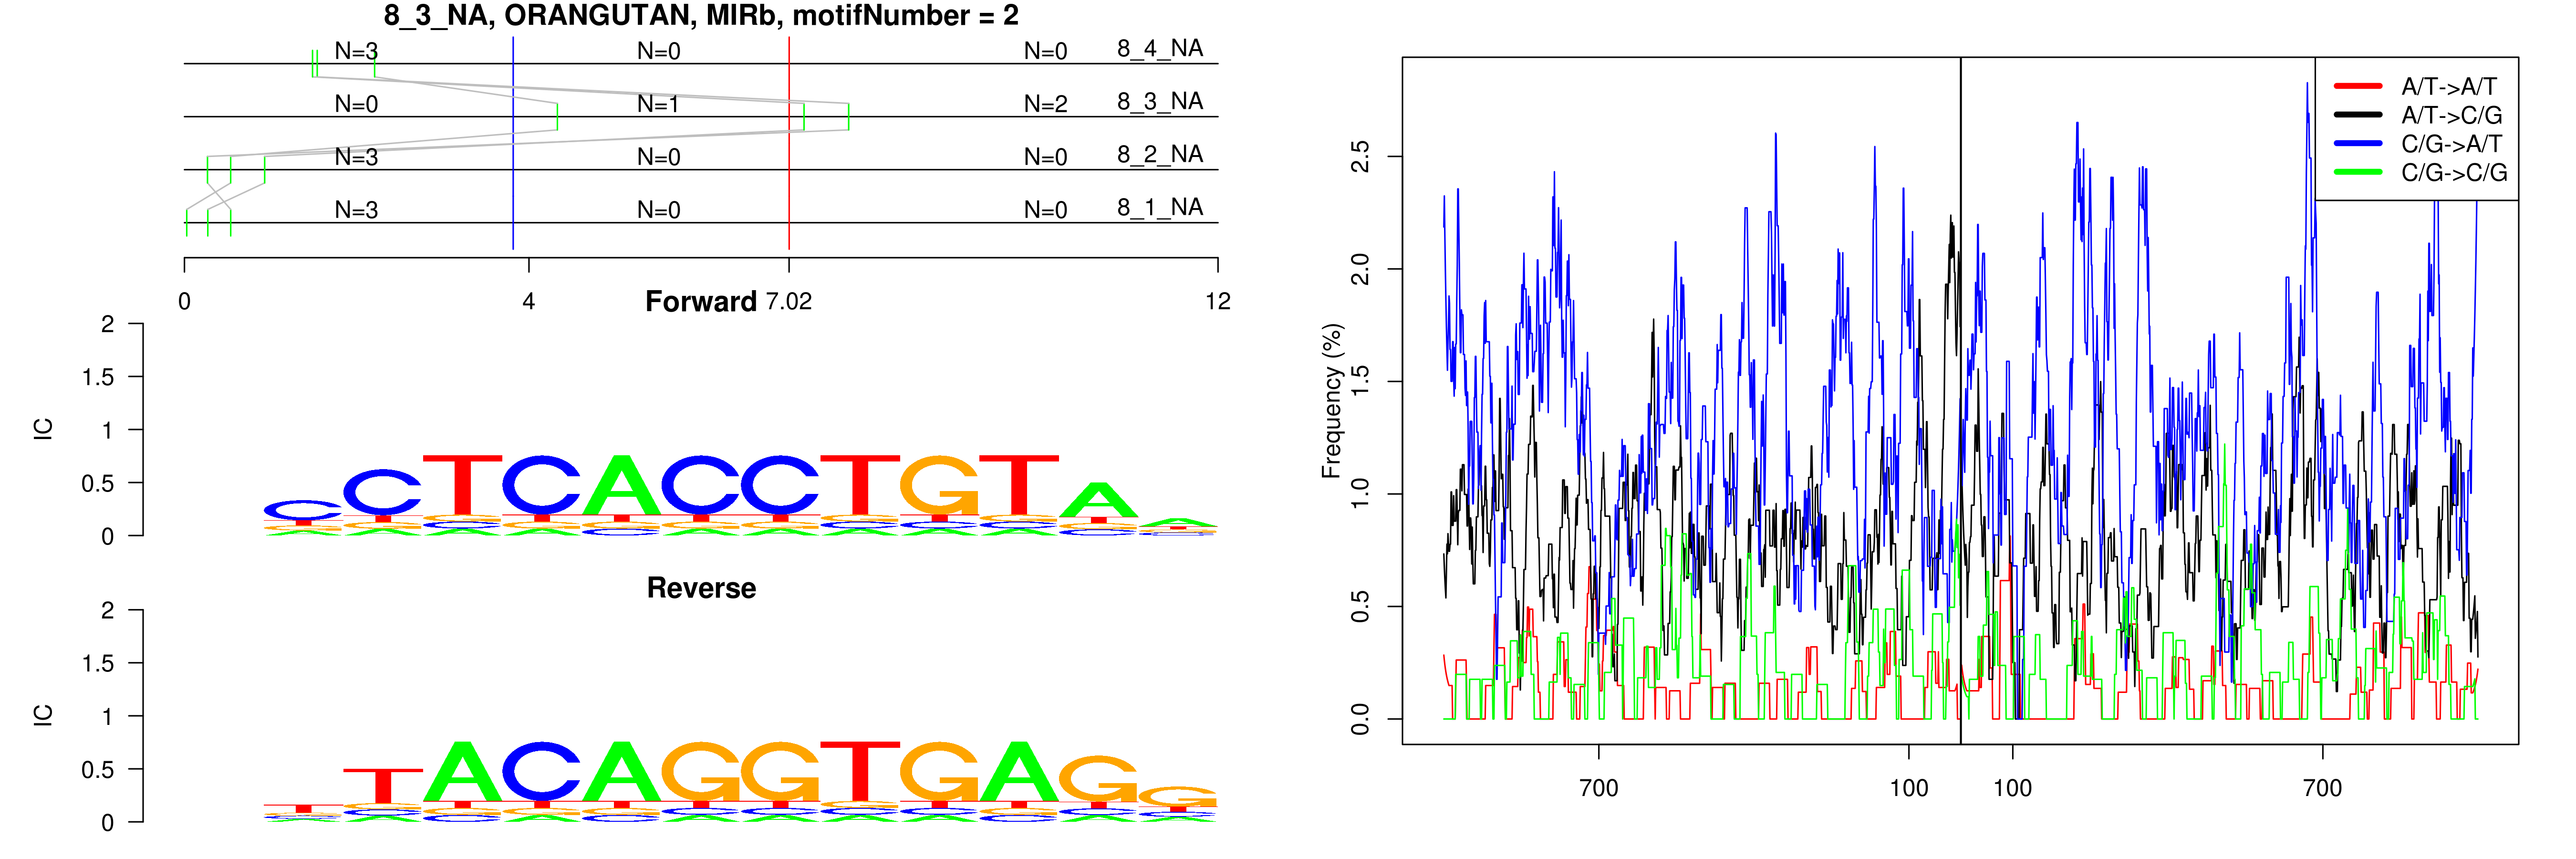 8_3_NA, ORANGUTAN, MIRb, motifNumber = 2
N=3 N=0 N=0 8_4_NA
N=0 N=1 N=2 8_3_NA
N=3 N=0 N=0 8_2_NA
N=3 N=0 N=0 8_1_NA
0 4 7.02 12
Forward
IC
2
1.5
1
0.5
0
CCTCACCTGTAA
Reverse
IC
2
1.5
1
0.5
0
TTACAGGTGAGG
Frequency (%)
2.5
2.0
1.5
1.0
0.5
0.0
700 100 100 700
A/T->A/T
A/T->C/G
C/G->A/T
C/G->C/G